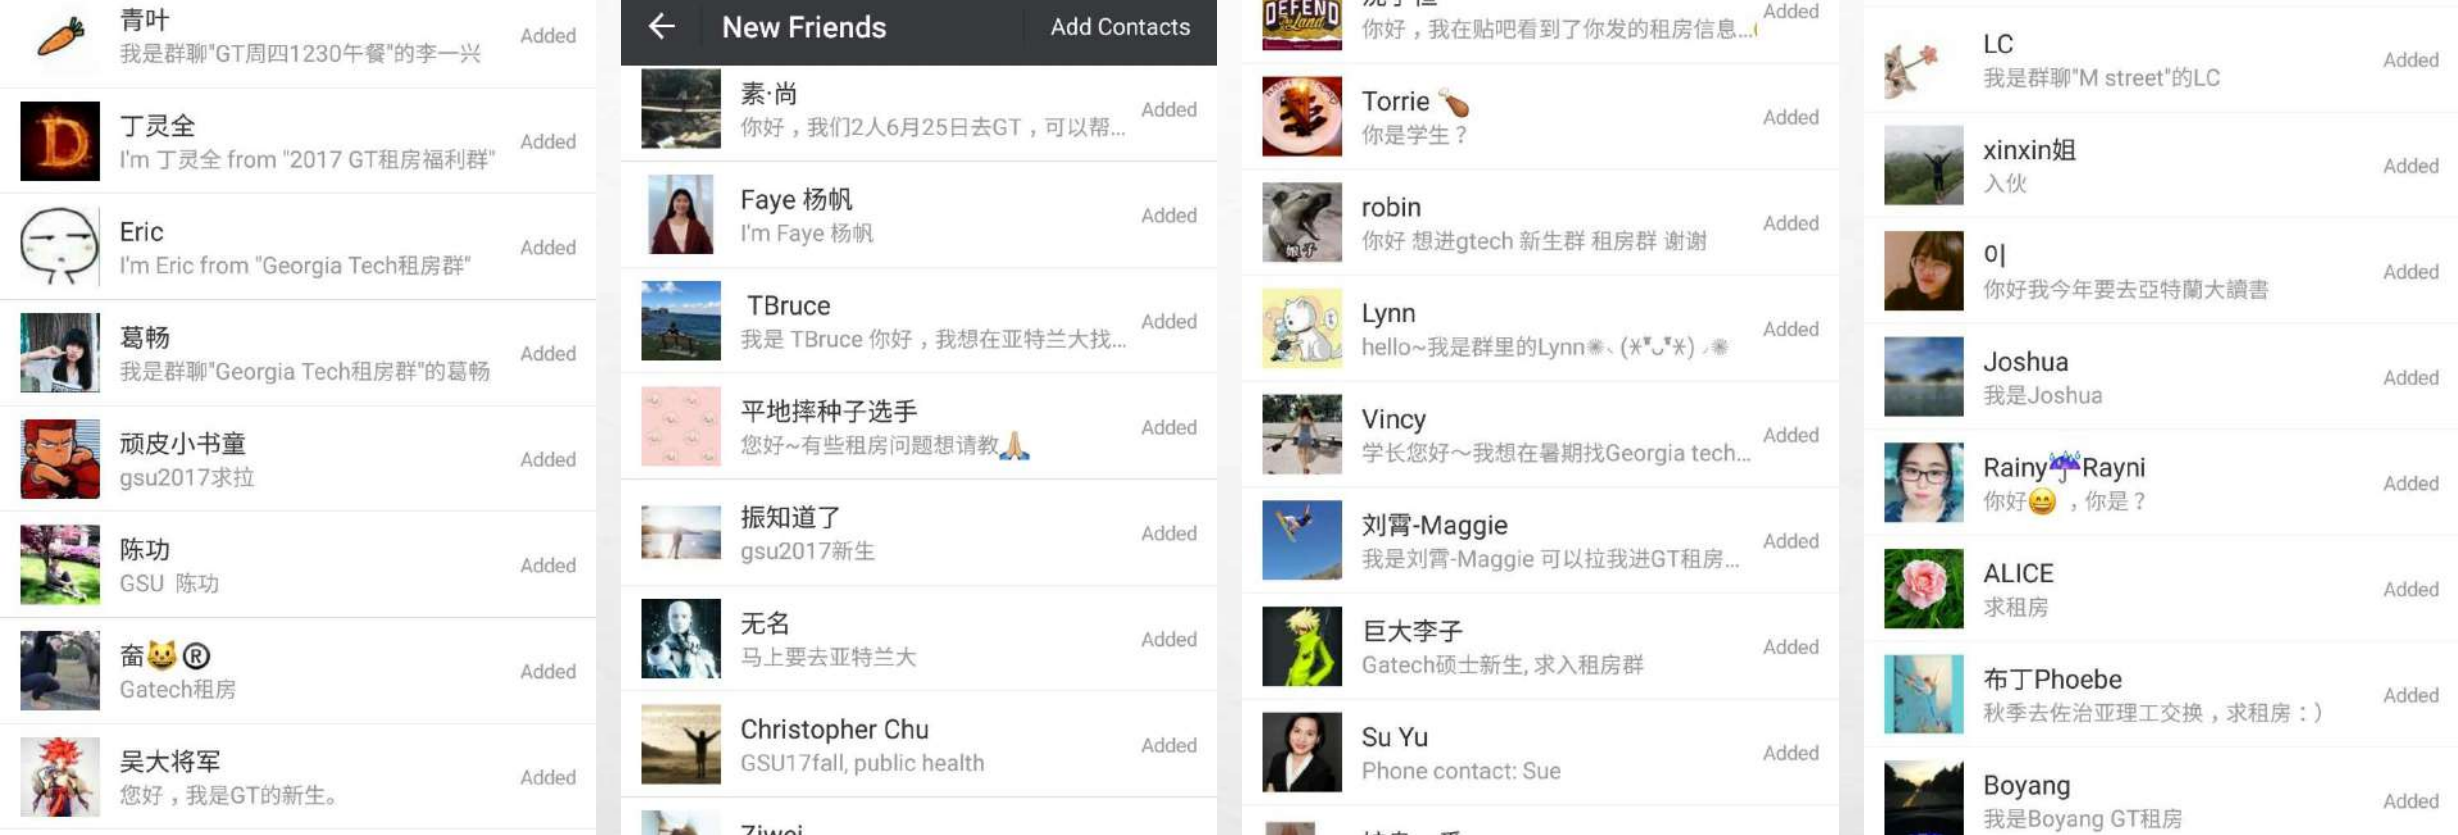 青叶
我是群聊"GT周四1230午餐"的李一兴
Added
丁灵全
I'm 丁灵全 from "2017 GT租房福利群"
Added
Eric
I'm Eric from "Georgia Tech租房群"
Added
葛畅
我是群聊"Georgia Tech租房群"的葛畅
Added
顽皮小书童
gsu2017求拉
Added
陈功
GSU 陈功
Added
奤😺®
Gatech租房
Added
吴大将军
您好，我是GT的新生。
Added
New Friends
Add Contacts
素·尚
你好，我们2人6月25日去GT，可以帮...
Added
Faye 杨帆
I'm Faye 杨帆
Added
TBruce
我是 TBruce 你好，我想在亚特兰大找...
Added
平地摔种子选手
您好~有些租房问题想请教🙏
Added
振知道了
gsu2017新生
Added
无名
马上要去亚特兰大
Added
Christopher Chu
GSU17fall, public health
Added
Ziwei
DEFEND
Land
你好，我在贴吧看到了你发的租房信息...
Added
Torrie 🍗
你是学生？
Added
robin
你好 想进gtech 新生群 租房群 谢谢
Added
娘子
Lynn
hello~我是群里的Lynn
Added
Vincy
学长您好～我想在暑期找Georgia tech...
Added
刘霄-Maggie
我是刘霄-Maggie 可以拉我进GT租房...
Added
巨大李子
Gatech硕士新生, 求入租房群
Added
Su Yu
Phone contact: Sue
Added
LC
我是群聊"M street"的LC
Added
xinxin姐
入伙
Added
이
你好我今年要去亞特蘭大讀書
Added
Joshua
我是Joshua
Added
Rainy☔Rayni
你好😄，你是？
Added
ALICE
求租房
Added
布丁Phoebe
秋季去佐治亚理工交换，求租房：）
Added
Boyang
我是Boyang GT租房
Added